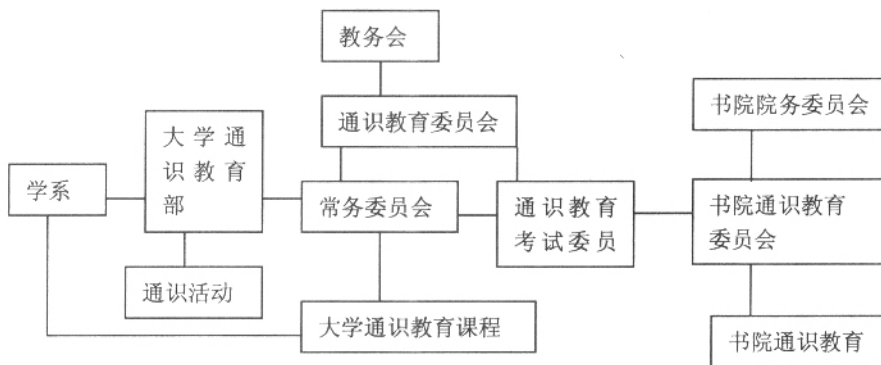 教务会
通识教育委员会
书院院务委员会
大学通
识教育
部
学系
常务委员会
通识教育
考试委员
书院通识教育
委员会
通识活动
大学通识教育课程
书院通识教育